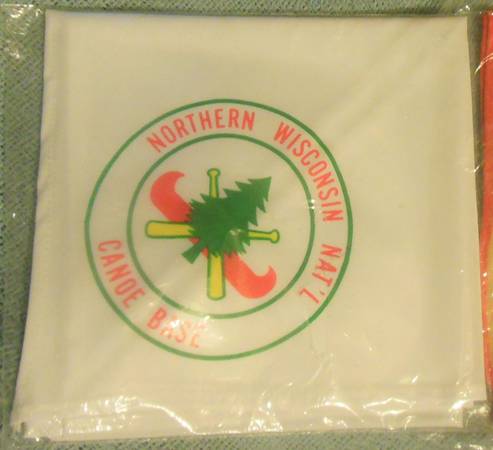 NORTHERN WISCONSIN NAT'L
CANOE BASE